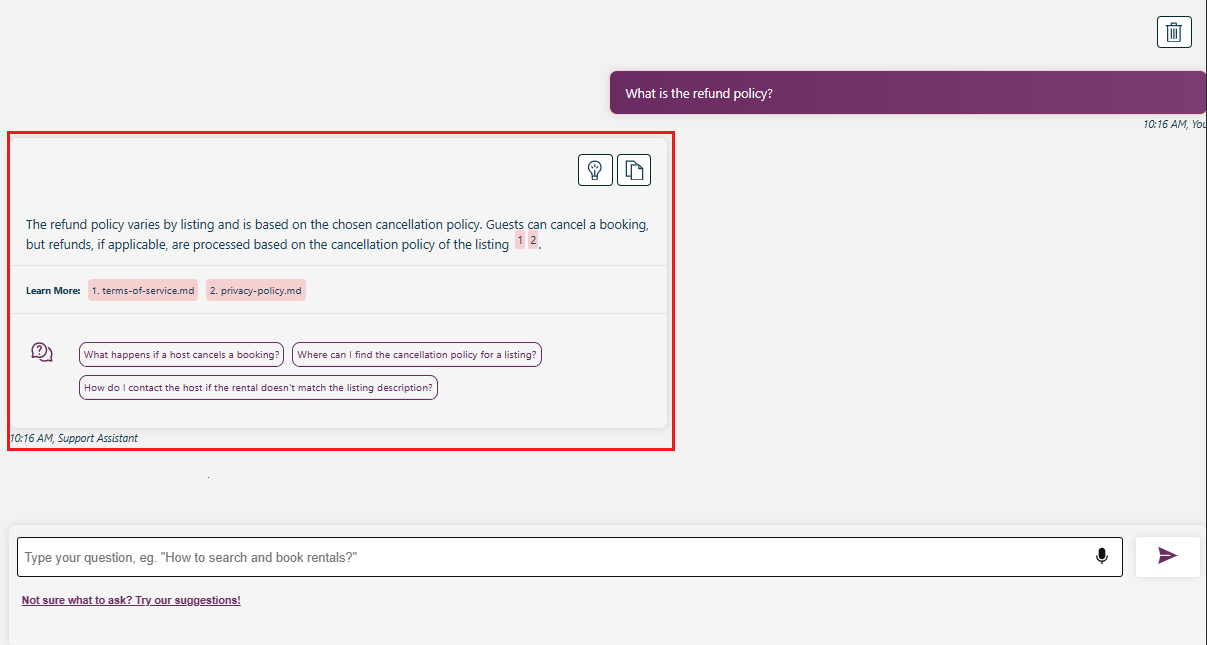 What is the refund policy?
10:16 AM, You
The refund policy varies by listing and is based on the chosen cancellation policy. Guests can cancel a booking,
but refunds, if applicable, are processed based on the cancellation policy of the listing 1 2.
Learn More: 1. terms-of-service.md 2. privacy-policy.md
What happens if a host cancels a booking? Where can I find the cancellation policy for a listing?
How do I contact the host if the rental doesn't match the listing description?
10:16 AM, Support Assistant
Type your question, eg. "How to search and book rentals?"
Not sure what to ask? Try our suggestions!